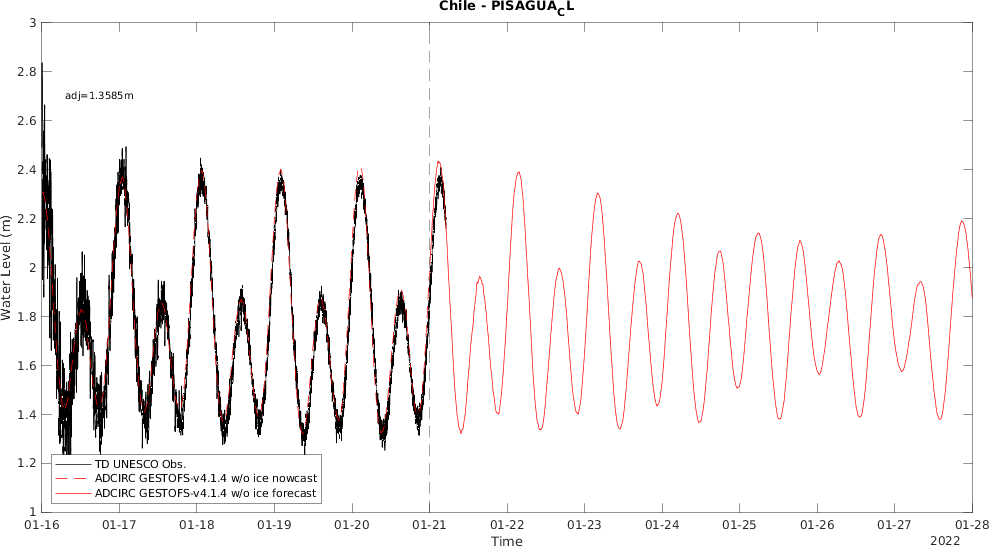 Chile - PISAGUA_CL
3
2.8
2.6
2.4
2.2
2
1.8
1.6
1.4
1.2
1
Water Level (m)
adj=1.3585m
TD UNESCO Obs.
ADCIRC GESTOFS-v4.1.4 w/o ice nowcast
ADCIRC GESTOFS-v4.1.4 w/o ice forecast
01-16 01-17 01-18 01-19 01-20 01-21 01-22 01-23 01-24 01-25 01-26 01-27 01-28
Time
2022